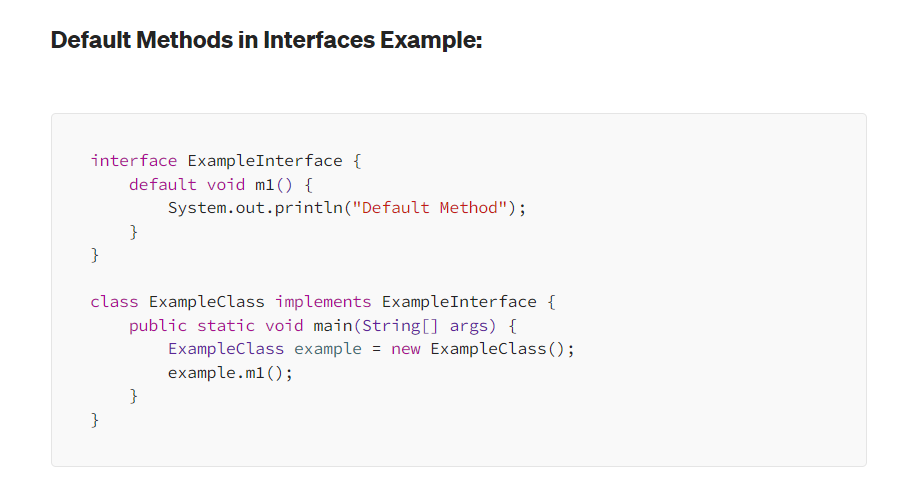 Default Methods in Interfaces Example:
interface ExampleInterface {
    default void m1() {
        System.out.println("Default Method");
    }
}
class ExampleClass implements ExampleInterface {
    public static void main(String[] args) {
        ExampleClass example = new ExampleClass();
        example.m1();
    }
}